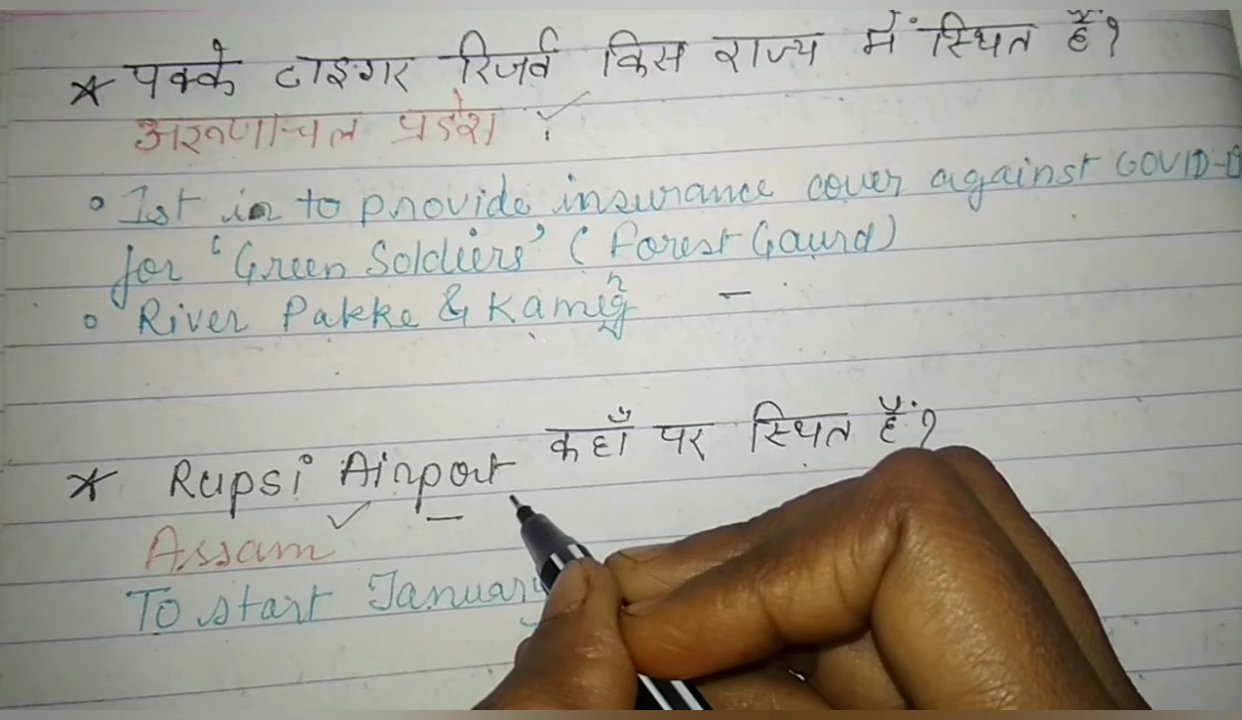 * पक्के टाइगर रिजर्व किस राज्य में स्थित हैं?
अरूणाचल प्रदेश
• Ist in to provide insurance cover against COVID-19
for 'Green Soldiers' (Forest Gaurd)
• River Pakke & Kameng
* Rupsi Airport कहाँ पर स्थित हैं?
Assam
To start January